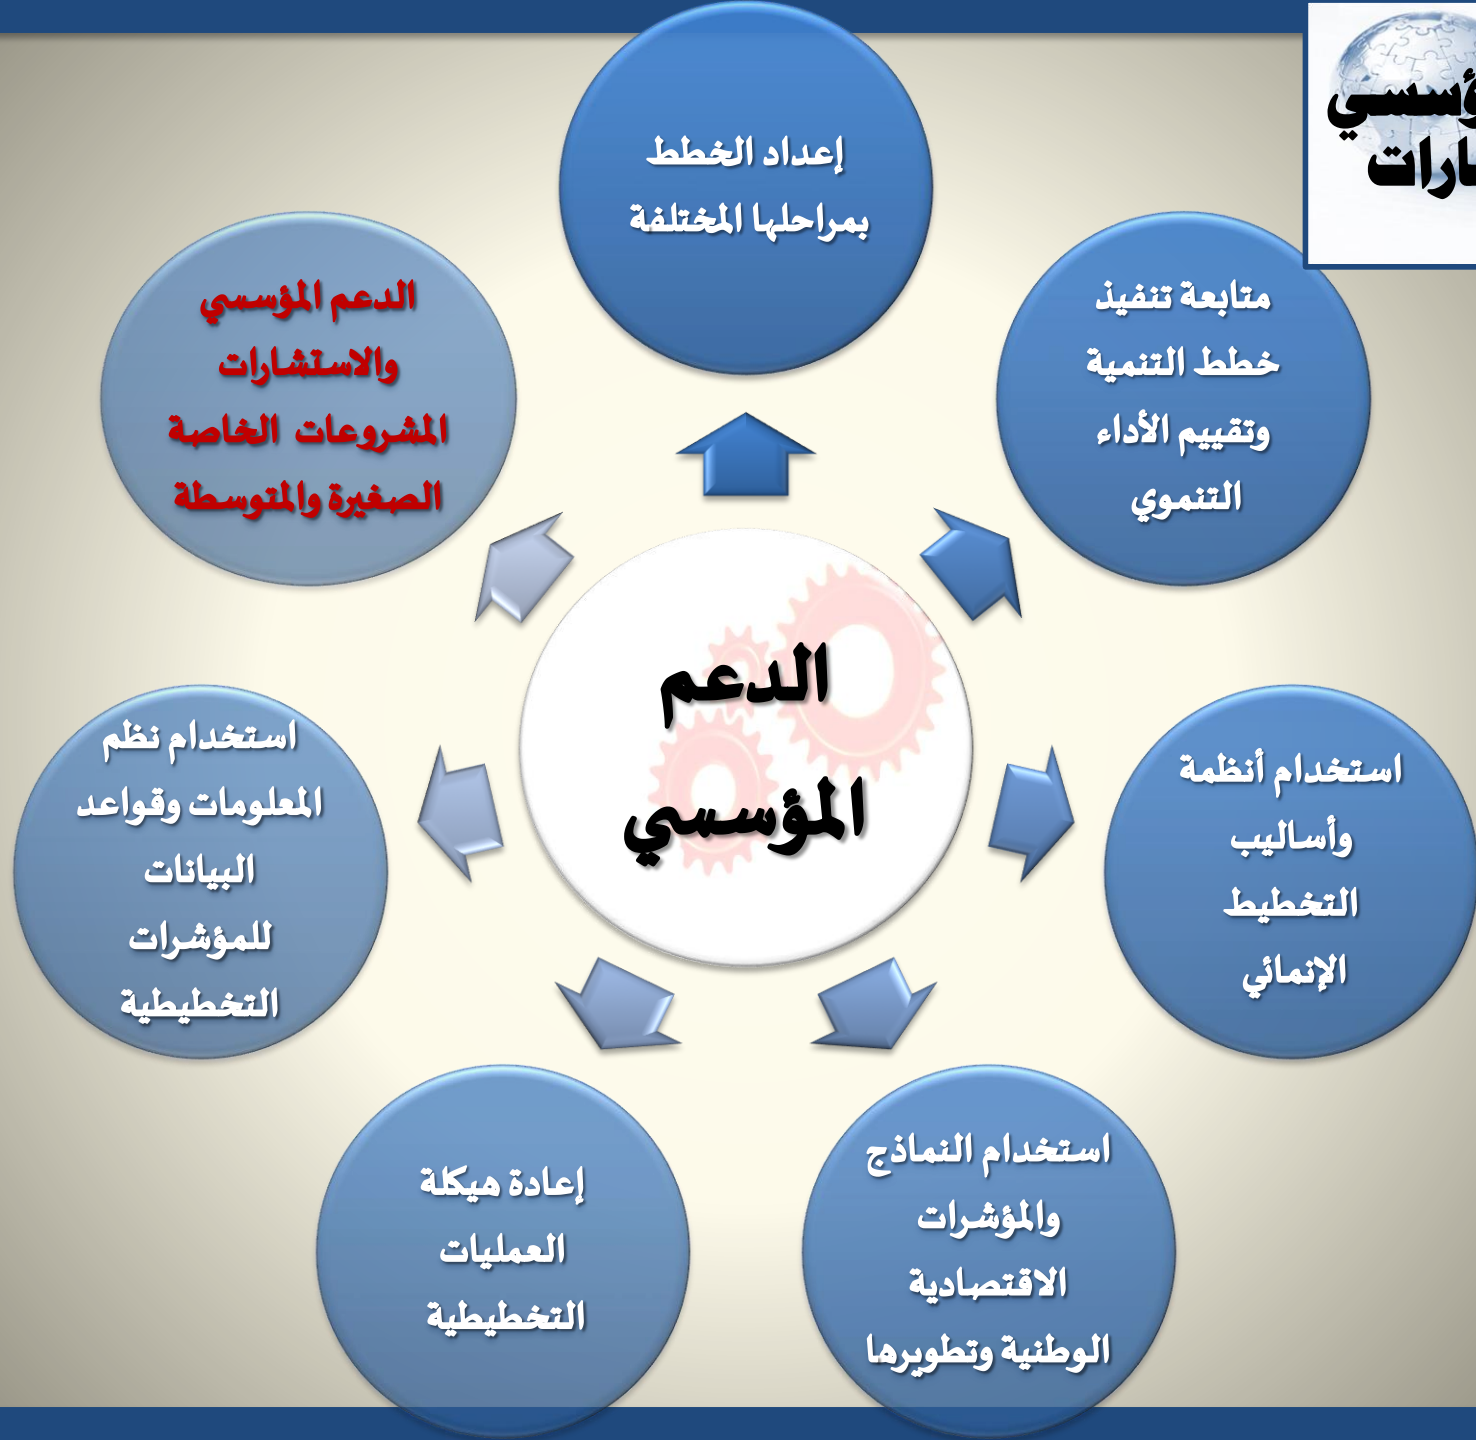 إعداد الخطط
بمراحلها المختلفة
متابعة تنفيذ
خطط التنمية
وتقييم الأداء
التنموي
استخدام أنظمة
وأساليب
التخطيط
الإنمائي
استخدام النماذج
والمؤشرات
الاقتصادية
الوطنية وتطويرها
إعادة هيكلة
العمليات
التخطيطية
استخدام نظم
المعلومات وقواعد
البيانات
للمؤشرات
التخطيطية
الدعم المؤسسي
والاستشارات
المشروعات الخاصة
الصغيرة والمتوسطة
الدعم
المؤسسي